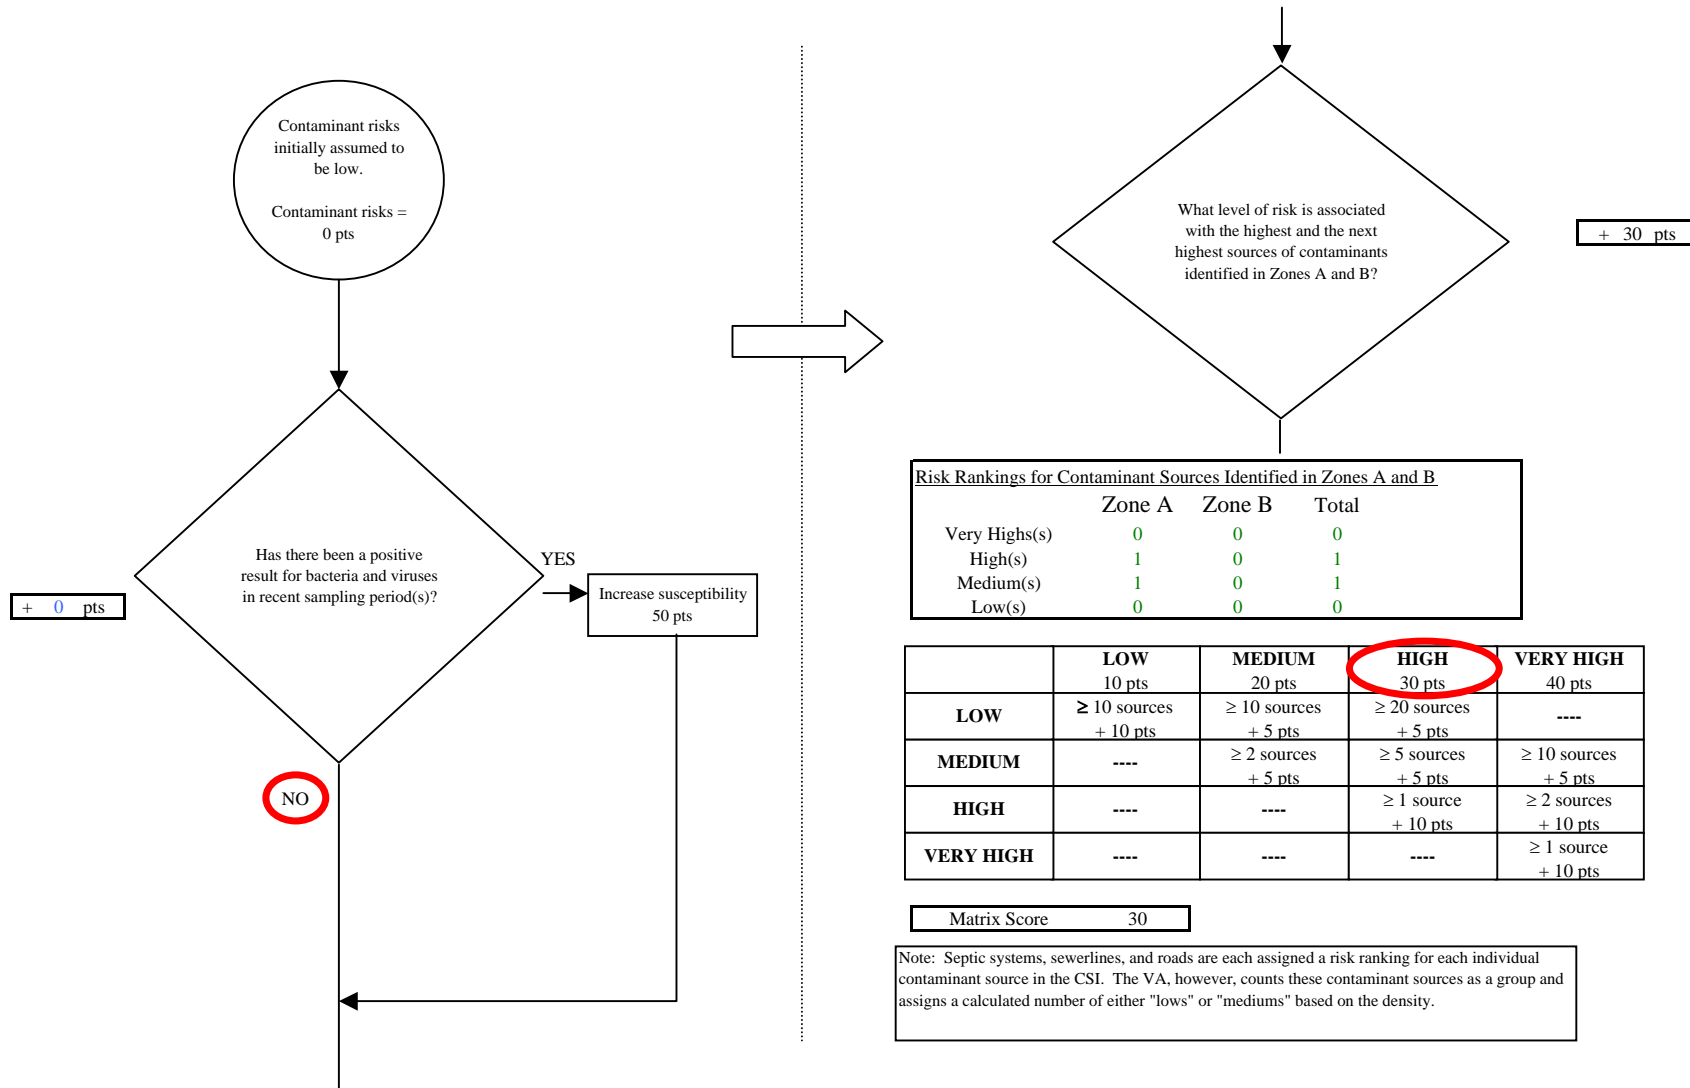 Contaminant risks
initially assumed to
be low.
Contaminant risks =
0 pts
Has there been a positive
result for bacteria and viruses
in recent sampling period(s)?
YES
Increase susceptibility
50 pts
+ 0 pts
NO
What level of risk is associated
with the highest and the next
highest sources of contaminants
identified in Zones A and B?
+ 30 pts
Risk Rankings for Contaminant Sources Identified in Zones A and B
Zone A Zone B Total
Very Highs(s) 0 0 0
High(s) 1 0 1
Medium(s) 1 0 1
Low(s) 0 0 0
LOW MEDIUM HIGH VERY HIGH
10 pts 20 pts 30 pts 40 pts
LOW ≥ 10 sources ≥ 10 sources ≥ 20 sources ----
+ 10 pts + 5 pts + 5 pts
MEDIUM ---- ≥ 2 sources ≥ 5 sources ≥ 10 sources
+ 5 pts + 5 pts + 5 pts
HIGH ---- ---- ≥ 1 source ≥ 2 sources
+ 10 pts + 10 pts
VERY HIGH ---- ---- ---- ≥ 1 source
+ 10 pts
Matrix Score 30
Note: Septic systems, sewerlines, and roads are each assigned a risk ranking for each individual
contaminant source in the CSI. The VA, however, counts these contaminant sources as a group and
assigns a calculated number of either "lows" or "mediums" based on the density.